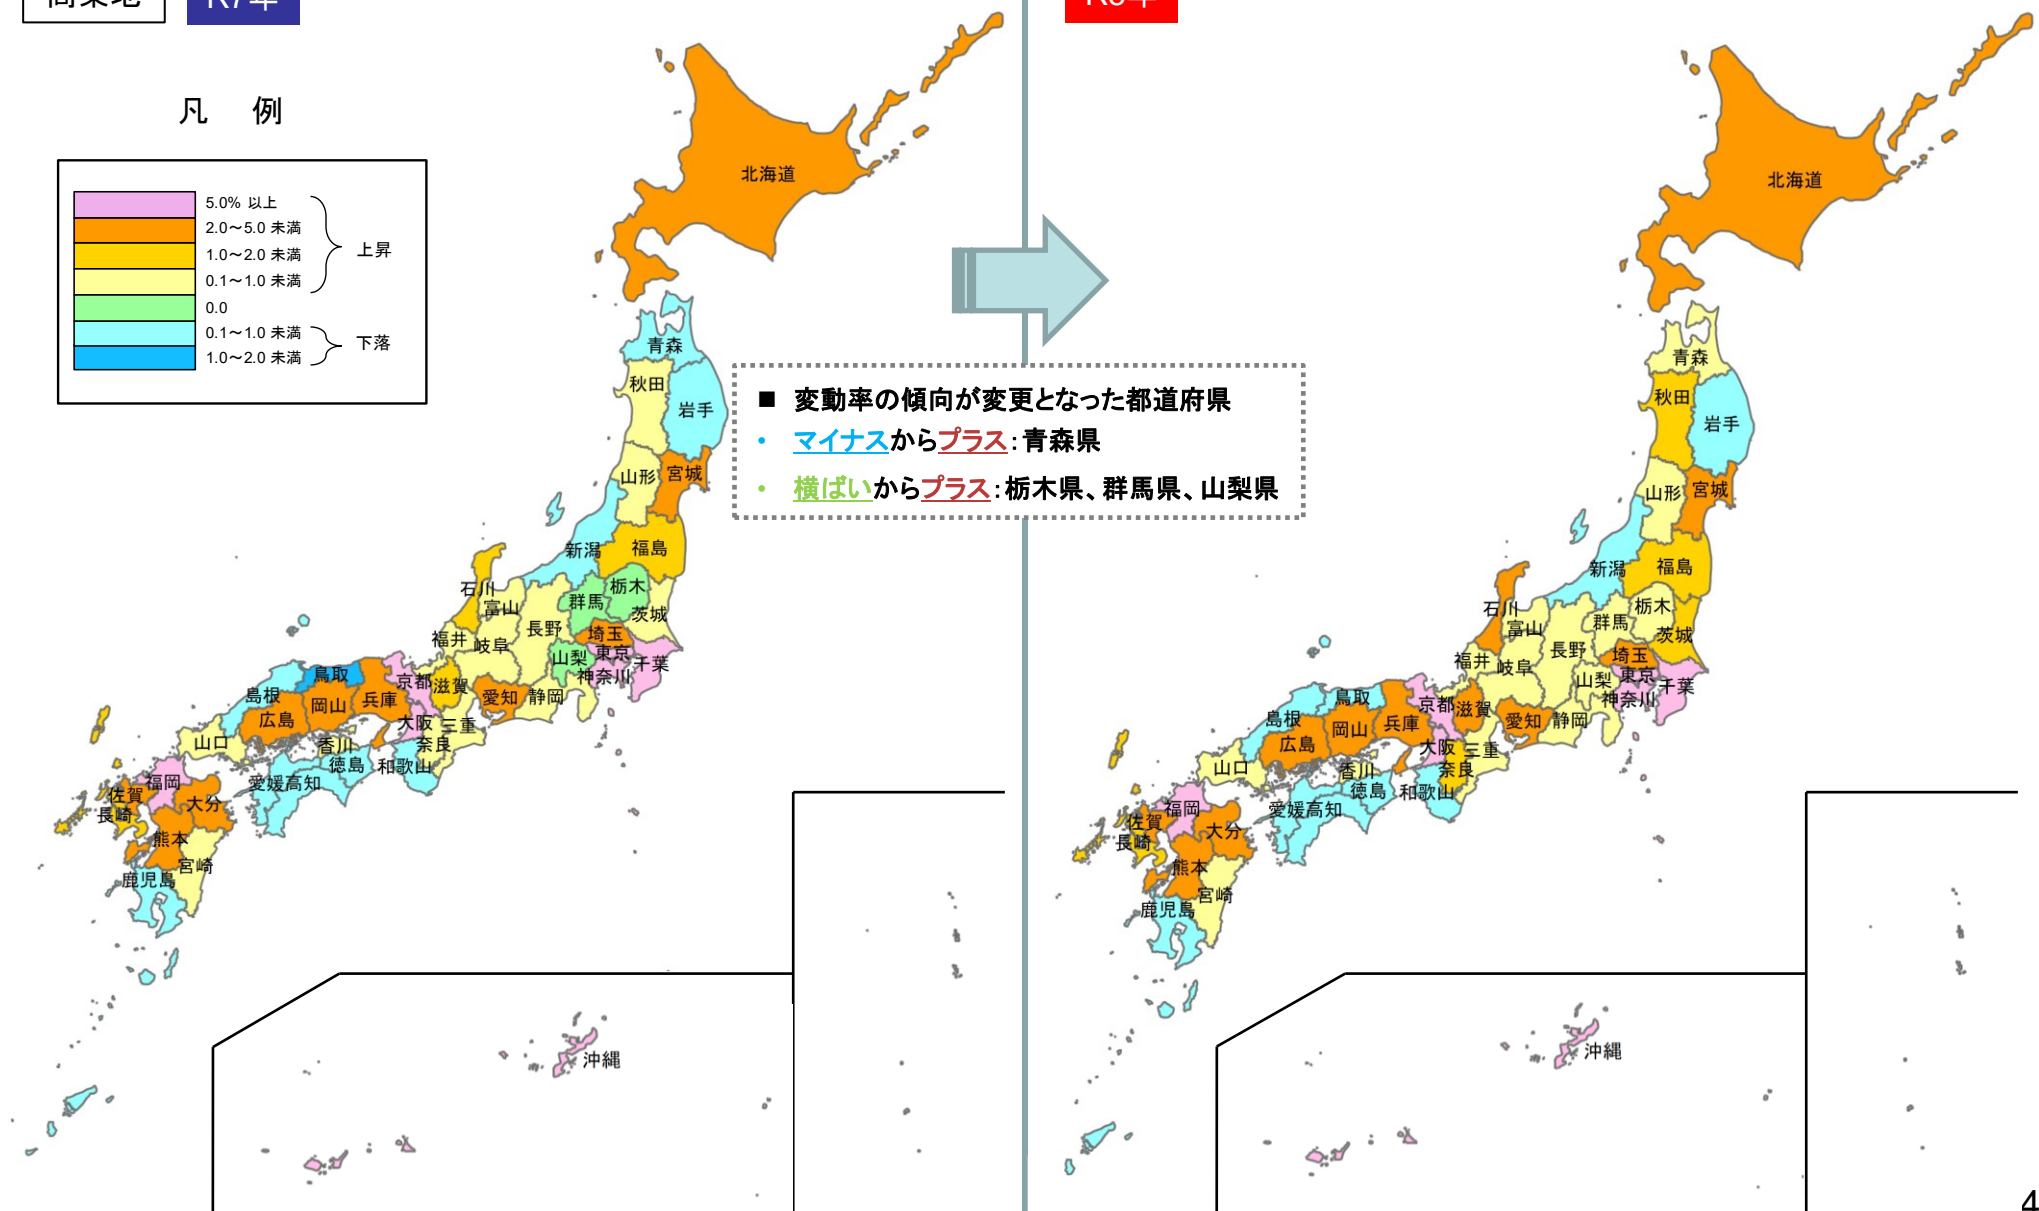 R7年
凡 例
5.0% 以上
2.0～5.0 未満
1.0～2.0 未満
0.1～1.0 未満
上昇
0.0
0.1～1.0 未満
1.0～2.0 未満
下落
■ 変動率の傾向が変更となった都道府県
・ マイナスからプラス：青森県
・ 横ばいからプラス：栃木県、群馬県、山梨県
北海道
青森
秋田
岩手
山形
宮城
新潟
福島
石川
富山
群馬
栃木
茨城
福井
岐阜
長野
埼玉
山梨
東京
千葉
神奈川
島根
鳥取
兵庫
京都
滋賀
愛知
静岡
広島
岡山
大阪
三重
山口
香川
奈良
徳島
和歌山
愛媛
高知
福岡
佐賀
大分
長崎
熊本
宮崎
鹿児島
沖縄
北海道
青森
秋田
岩手
山形
宮城
新潟
福島
石川
富山
群馬
栃木
茨城
福井
岐阜
長野
埼玉
山梨
東京
千葉
神奈川
島根
鳥取
兵庫
京都
滋賀
愛知
静岡
広島
岡山
大阪
三重
山口
香川
奈良
徳島
和歌山
愛媛
高知
福岡
佐賀
大分
長崎
熊本
宮崎
鹿児島
沖縄
4